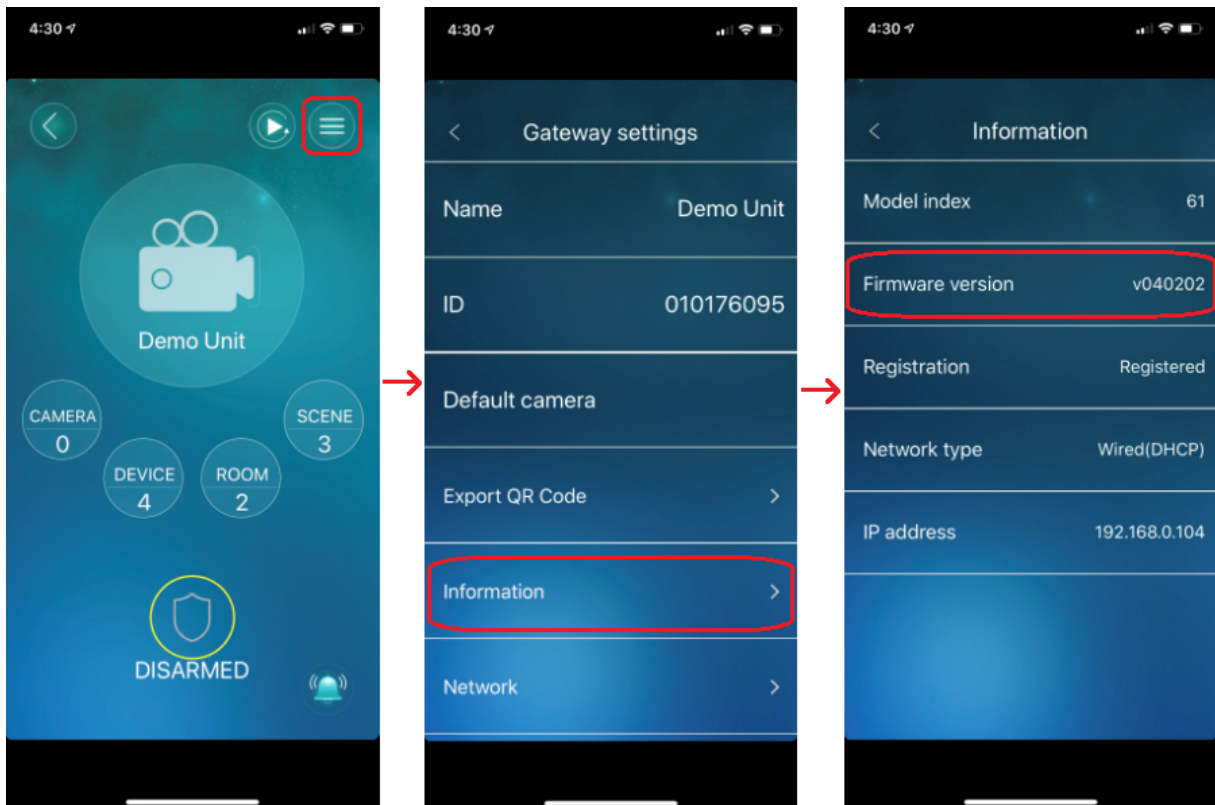 4:30
Demo Unit
CAMERA
0
SCENE
3
DEVICE
4
ROOM
2
DISARMED
4:30
Gateway settings
Name Demo Unit
ID 010176095
Default camera
Export QR Code
Information
Network
4:30
Information
Model index 61
Firmware version v040202
Registration Registered
Network type Wired(DHCP)
IP address 192.168.0.104